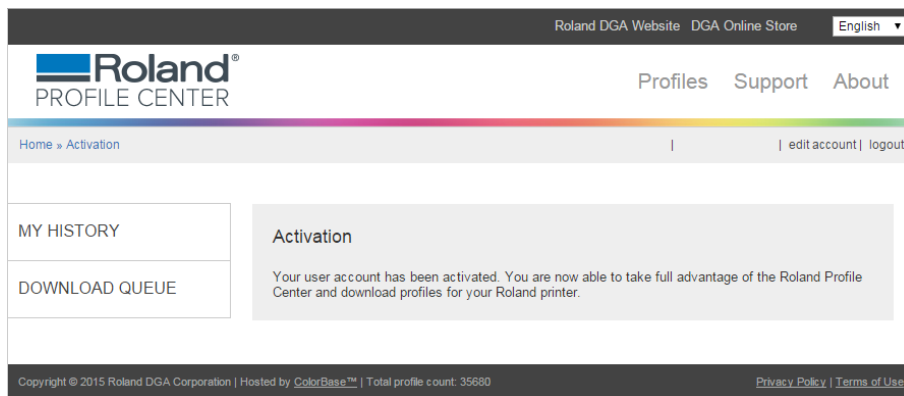 Roland DGA Website DGA Online Store English
Roland®
PROFILE CENTER
Profiles Support About
Home » Activation | | edit account | logout
MY HISTORY
DOWNLOAD QUEUE
Activation
Your user account has been activated. You are now able to take full advantage of the Roland Profile
Center and download profiles for your Roland printer.
Copyright © 2015 Roland DGA Corporation | Hosted by ColorBase™ | Total profile count: 35680 Privacy Policy | Terms of Use